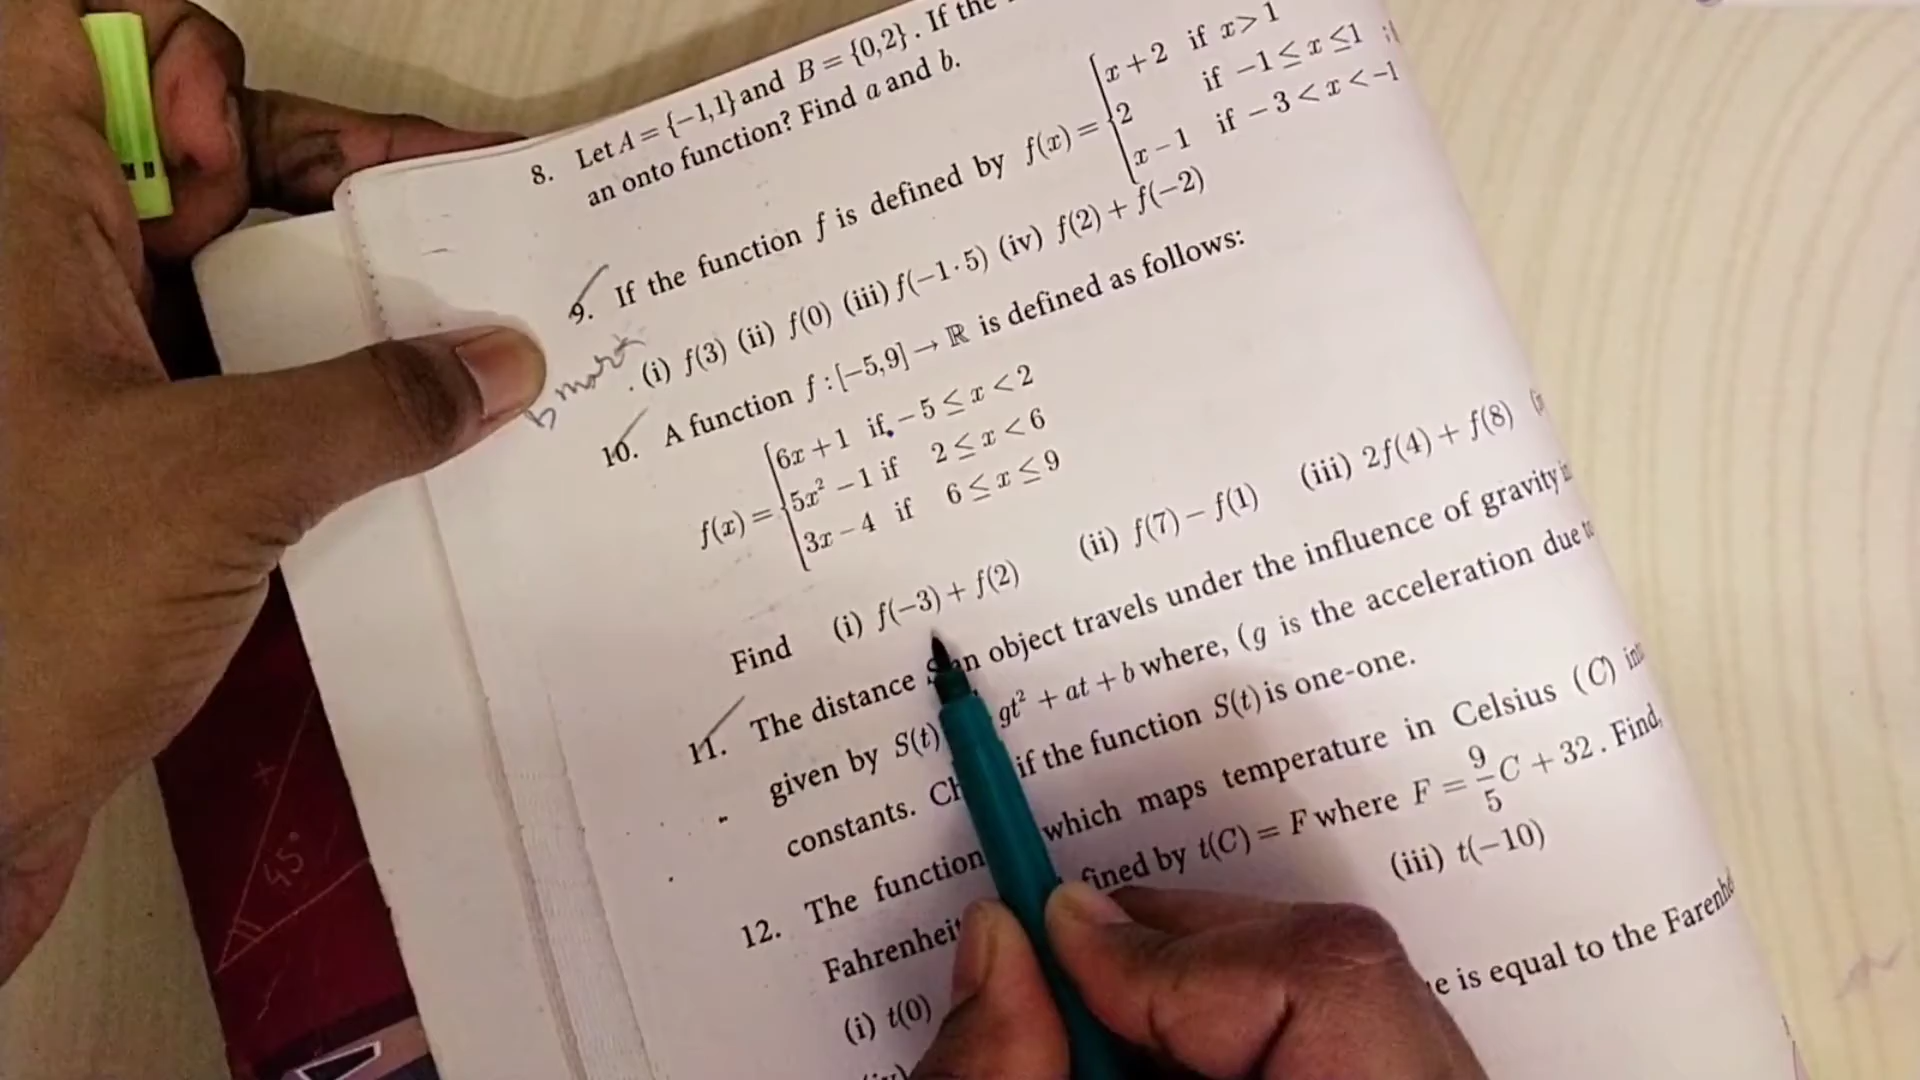 8. Let A = {−1,1} and B = {0,2}. If the
an onto function? Find a and b.
9. If the function f is defined by f(x) = { x + 2 if x > 1
2 if −1 ≤ x ≤ 1
x − 1 if −3 < x < −1
(i) f(3) (ii) f(0) (iii) f(−1·5) (iv) f(2) + f(−2)
mark
10. A function f : [−5,9] → ℝ is defined as follows:
f(x) = { 6x + 1 if −5 ≤ x < 2
5x² − 1 if 2 ≤ x < 6
3x − 4 if 6 ≤ x ≤ 9
Find (i) f(−3) + f(2) (ii) f(7) − f(1) (iii) 2f(4) + f(8)
11. The distance an object travels under the influence of gravity
given by S(t) gt² + at + b where, (g is the acceleration due to
constants. if the function S(t) is one-one.
12. The function which maps temperature in Celsius (C)
Fahrenheit fined by t(C) = F where F = 9/5 C + 32. Find,
(i) t(0) (iii) t(−10)
is equal to the
45°